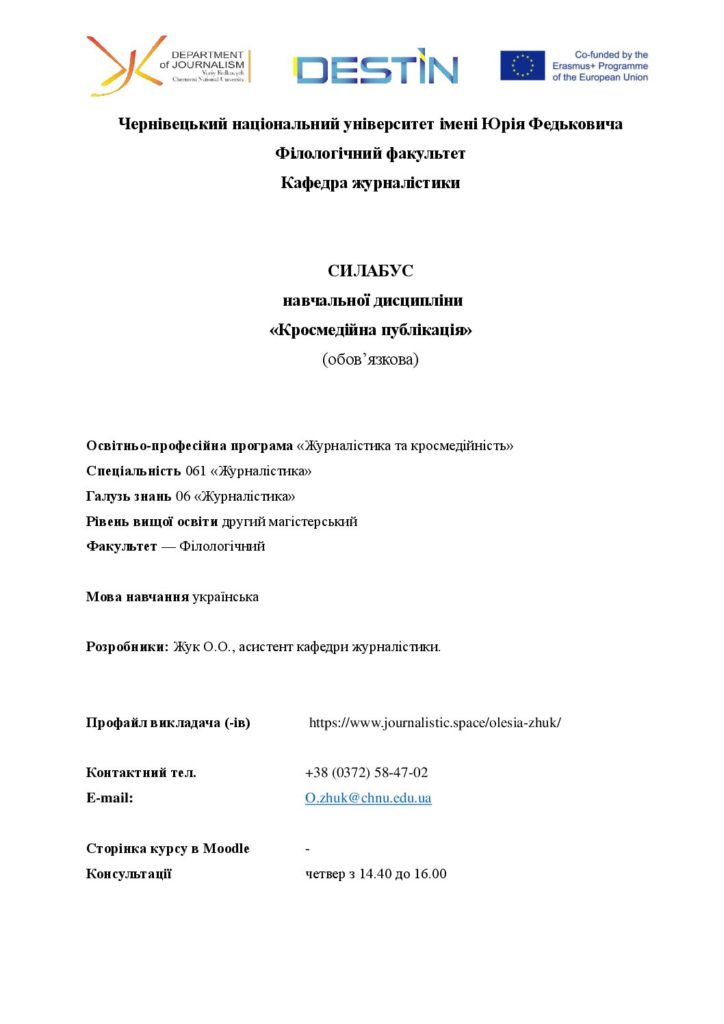 DEPARTMENT
of JOURNALISM
Yuriy Fedkovych
Chernivtsi National University
DESTIN
Co-funded by the
Erasmus+ Programme
of the European Union
Чернівецький національний університет імені Юрія Федьковича
Філологічний факультет
Кафедра журналістики
СИЛАБУС
навчальної дисципліни
«Кросмедійна публікація»
(обов’язкова)
Освітньо-професійна програма «Журналістика та кросмедійність»
Спеціальність 061 «Журналістика»
Галузь знань 06 «Журналістика»
Рівень вищої освіти другий магістерський
Факультет — Філологічний
Мова навчання українська
Розробники: Жук О.О., асистент кафедри журналістики.
Профайл викладача (-ів) https://www.journalistic.space/olesia-zhuk/
Контактний тел. +38 (0372) 58-47-02
E-mail: O.zhuk@chnu.edu.ua
Сторінка курсу в Moodle -
Консультації четвер з 14.40 до 16.00